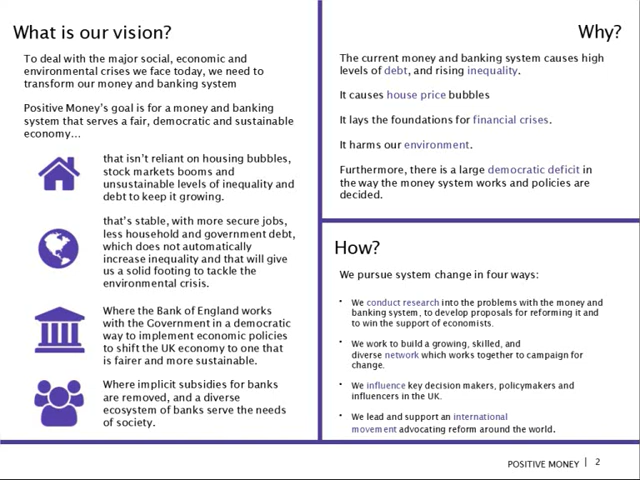 What is our vision?
To deal with the major social, economic and
environmental crises we face today, we need to
transform our money and banking system
Positive Money's goal is for a money and banking
system that serves a fair, democratic and sustainable
economy…
that isn't reliant on housing bubbles,
stock markets booms and
unsustainable levels of inequality and
debt to keep it growing.
that's stable, with more secure jobs,
less household and government debt,
which does not automatically
increase inequality and that will give
us a solid footing to tackle the
environmental crisis.
Where the Bank of England works
with the Government in a democratic
way to implement economic policies
to shift the UK economy to one that
is fairer and more sustainable.
Where implicit subsidies for banks
are removed, and a diverse
ecosystem of banks serve the needs
of society.
Why?
The current money and banking system causes high
levels of debt, and rising inequality.
It causes house price bubbles
It lays the foundations for financial crises.
It harms our environment.
Furthermore, there is a large democratic deficit in
the way the money system works and policies are
decided.
How?
We pursue system change in four ways:
• We conduct research into the problems with the money and
banking system, to develop proposals for reforming it and
to win the support of economists.
• We work to build a growing, skilled, and
diverse network which works together to campaign for
change.
• We influence key decision makers, policymakers and
influencers in the UK.
• We lead and support an international
movement advocating reform around the world.
POSITIVE MONEY | 2